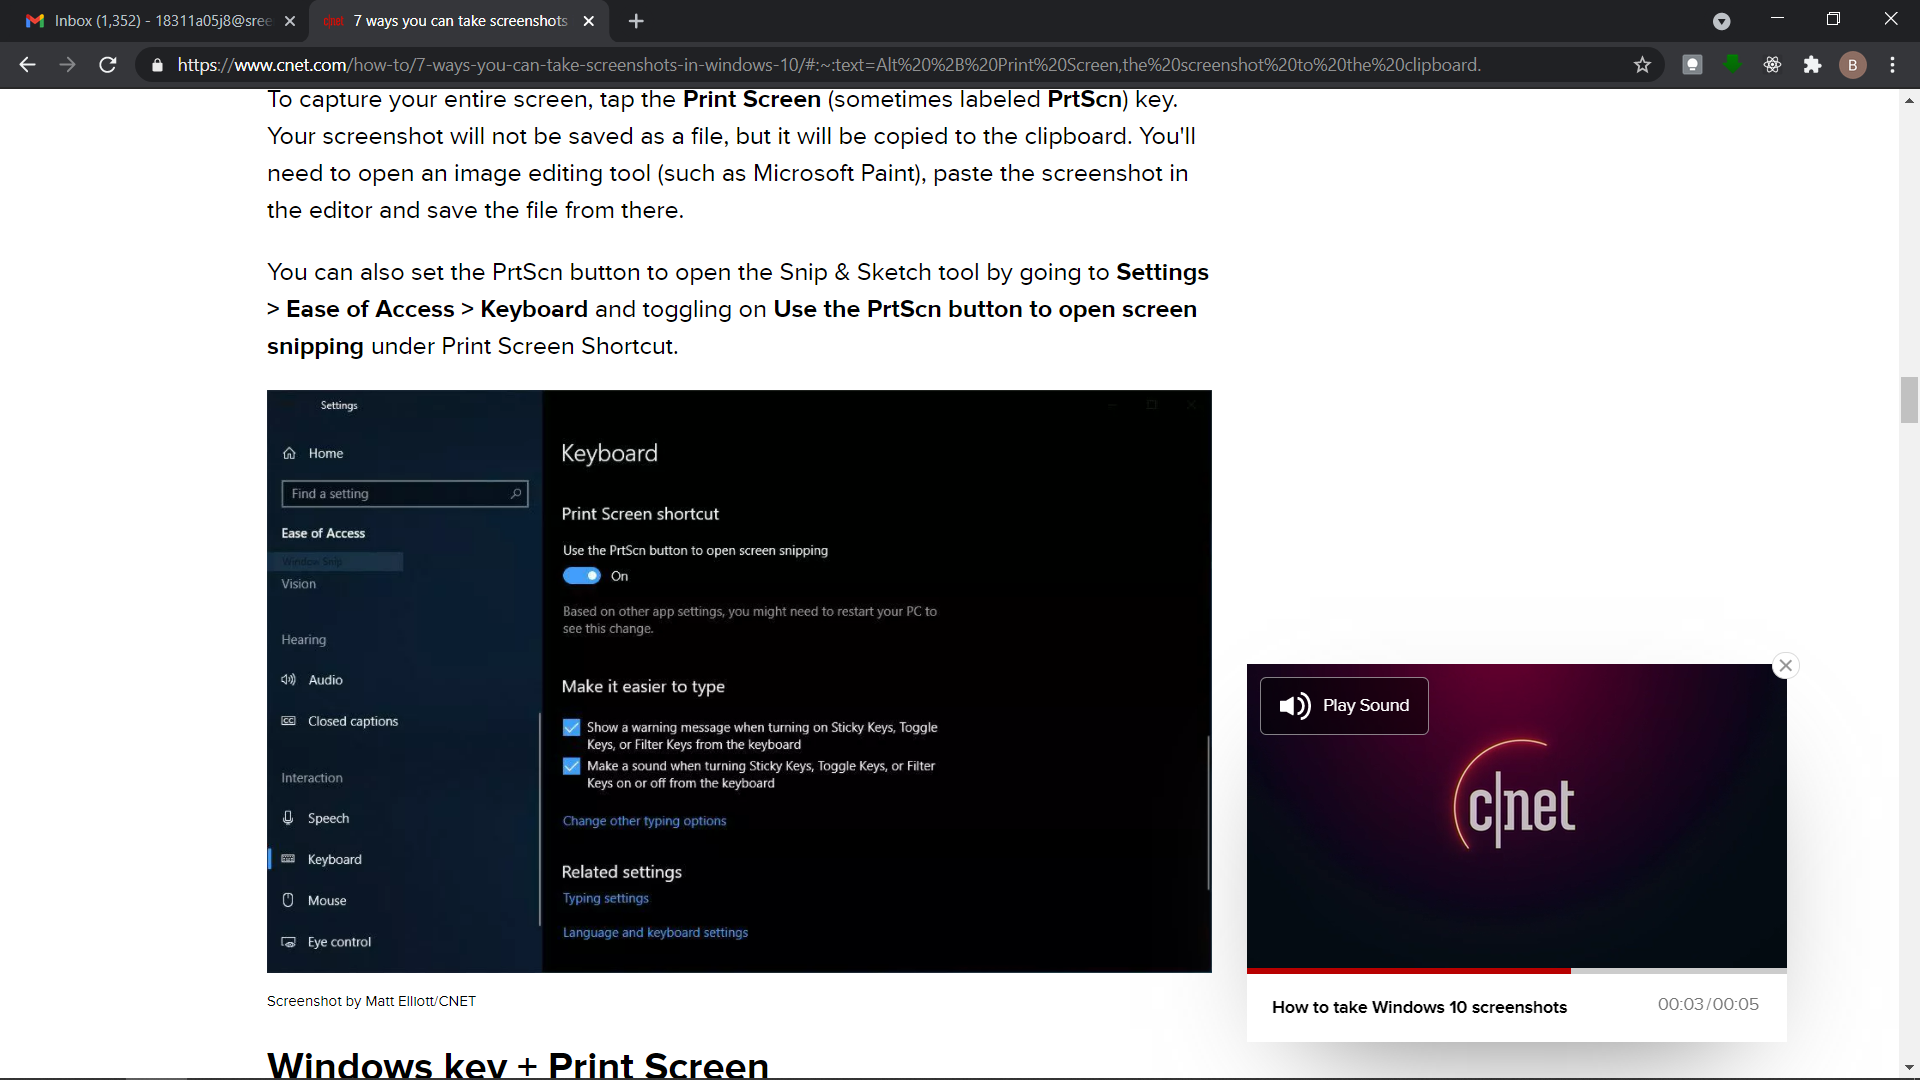 Inbox (1,352) - 18311a05j8@sree
cnet 7 ways you can take screenshots
https://www.cnet.com/how-to/7-ways-you-can-take-screenshots-in-windows-10/#:~:text=Alt%20%2B%20Print%20Screen,the%20screenshot%20to%20the%20clipboard.
B
To capture your entire screen, tap the Print Screen (sometimes labeled PrtScn) key.
Your screenshot will not be saved as a file, but it will be copied to the clipboard. You'll
need to open an image editing tool (such as Microsoft Paint), paste the screenshot in
the editor and save the file from there.
You can also set the PrtScn button to open the Snip & Sketch tool by going to Settings
> Ease of Access > Keyboard and toggling on Use the PrtScn button to open screen
snipping under Print Screen Shortcut.
Settings
Home
Find a setting
Ease of Access
Window Snip
Vision
Hearing
Audio
Closed captions
Interaction
Speech
Keyboard
Mouse
Eye control
Keyboard
Print Screen shortcut
Use the PrtScn button to open screen snipping
On
Based on other app settings, you might need to restart your PC to
see this change.
Make it easier to type
Show a warning message when turning on Sticky Keys, Toggle
Keys, or Filter Keys from the keyboard
Make a sound when turning Sticky Keys, Toggle Keys, or Filter
Keys on or off from the keyboard
Change other typing options
Related settings
Typing settings
Language and keyboard settings
Screenshot by Matt Elliott/CNET
Play Sound
c|net
How to take Windows 10 screenshots
00:03/00:05
Windows key + Print Screen